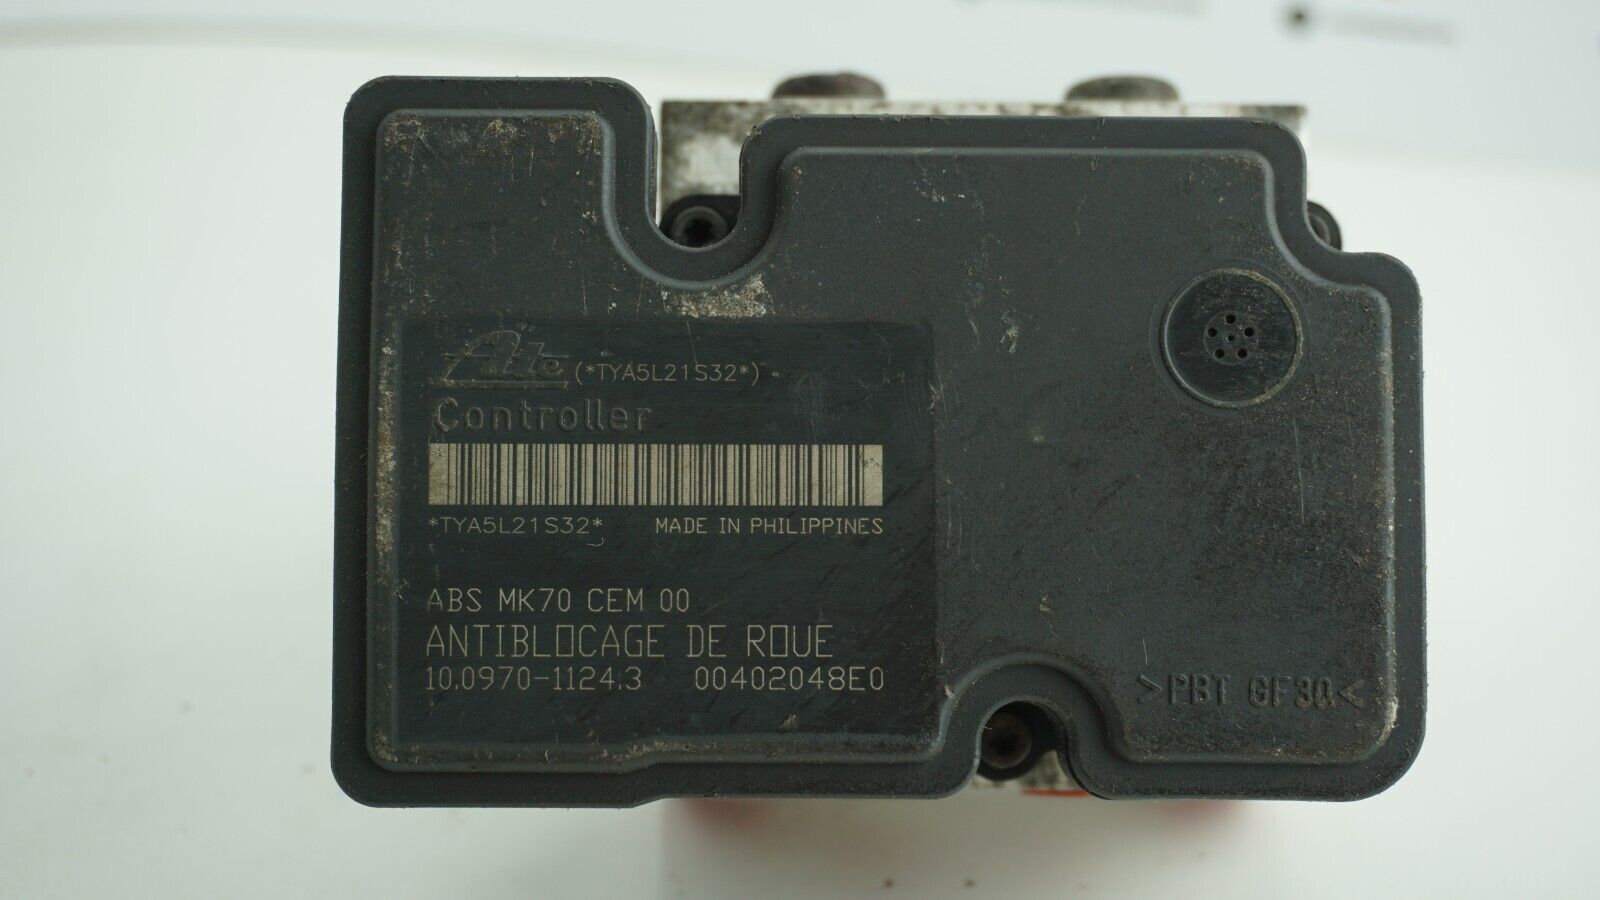 Ate (*TYA5L21S32*)
Controller
*TYA5L21S32* MADE IN PHILIPPINES
ABS MK70 CEM 00
ANTIBLOCAGE DE ROUE
10.0970-1124.3 00402048E0
>PBT GF30<